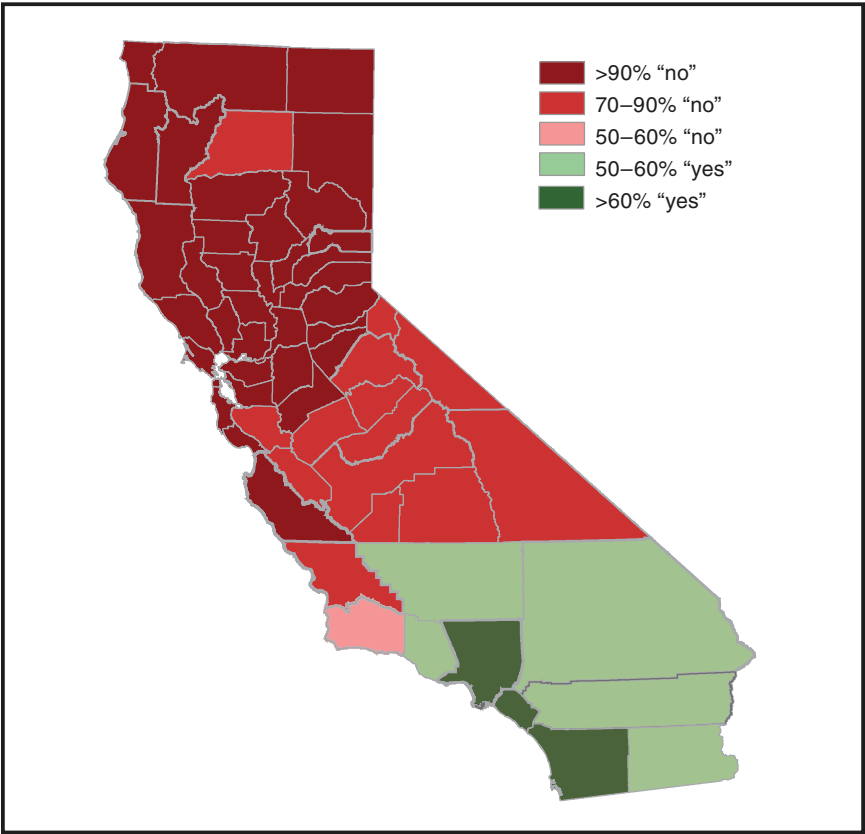 >90% “no”
70–90% “no”
50–60% “no”
50–60% “yes”
>60% “yes”